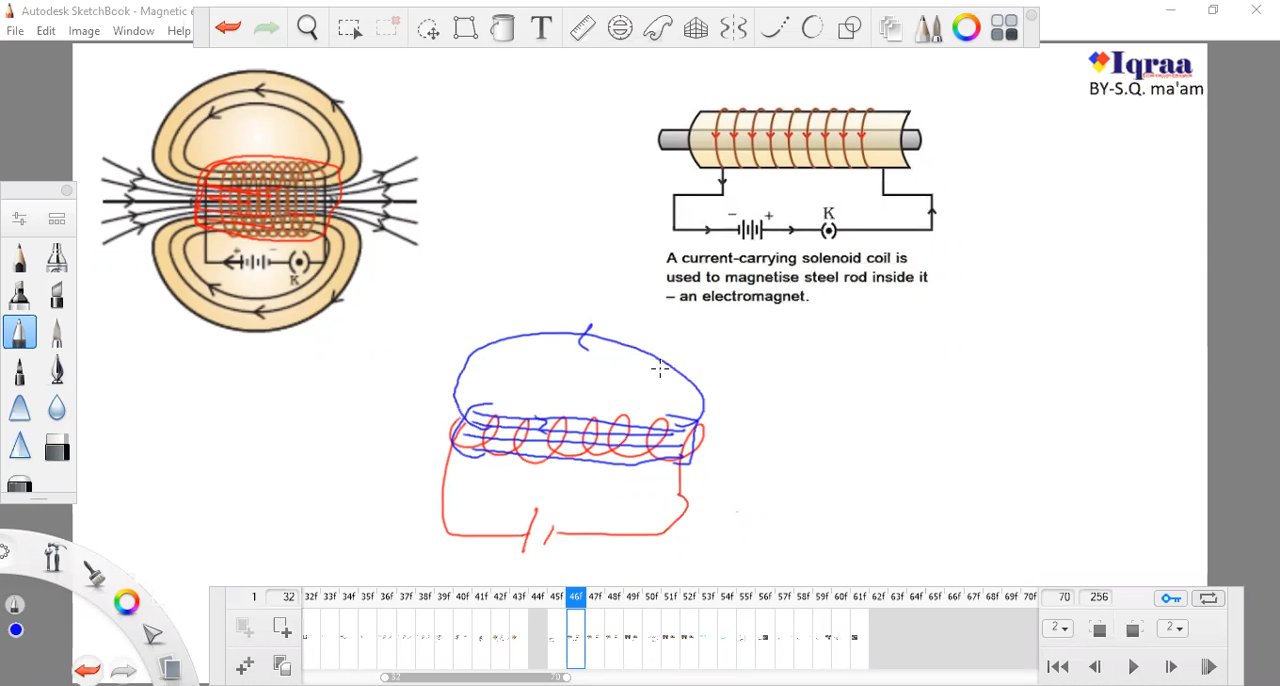 Autodesk SketchBook - Magnetic e
File Edit Image Window Help
T
Iqraa
BY-S.Q. ma'am
+ −
K
− + K
A current-carrying solenoid coil is
used to magnetise steel rod inside it
– an electromagnet.
1 32 32f 33f 34f 35f 36f 37f 38f 39f 40f 41f 42f 43f 44f 45f 46f 47f 48f 49f 50f 51f 52f 53f 54f 55f 56f 57f 58f 59f 60f 61f 62f 63f 64f 65f 66f 67f 68f 69f 70f 70 256
2 2
32 70